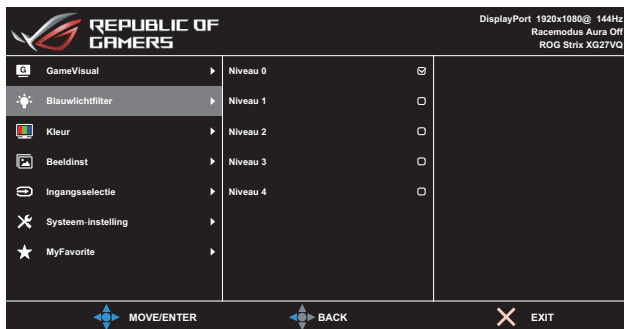 REPUBLIC OF
GAMERS
DisplayPort 1920x1080@ 144Hz
Racemodus Aura Off
ROG Strix XG27VQ
G GameVisual
Blauwlichtfilter
Kleur
Beeldinst
Ingangsselectie
Systeem-instelling
MyFavorite
Niveau 0
Niveau 1
Niveau 2
Niveau 3
Niveau 4
MOVE/ENTER
BACK
EXIT